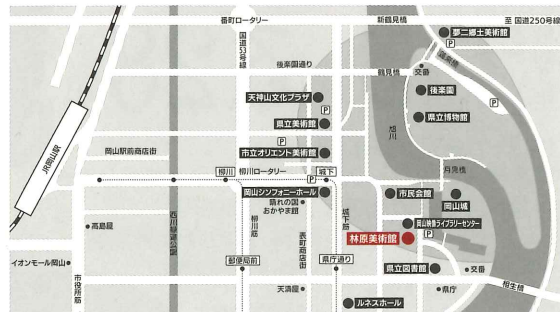 番町ロータリー
新鶴見橋
至 国道250号線
国道53号線
夢二郷土美術館
P
後楽園通り
鶴見橋
交番
蓬莱橋
天神山文化プラザ
後楽園
P
P
県立美術館
県立博物館
旭川
P
JR岡山駅
岡山駅前商店街
市立オリエント美術館
月見橋
柳川
柳川ロータリー
城下
P
岡山シンフォニーホール
晴れの国
おかやま館
市民会館
岡山城
西川緑道公園
柳川筋
表町商店街
城下筋
岡山映像ライブラリーセンター
P
高島屋
林原美術館
イオンモール岡山
郵便局前
県庁通り
県立図書館
交番
市役所筋
天満屋
県庁
相生橋
ルネスホール